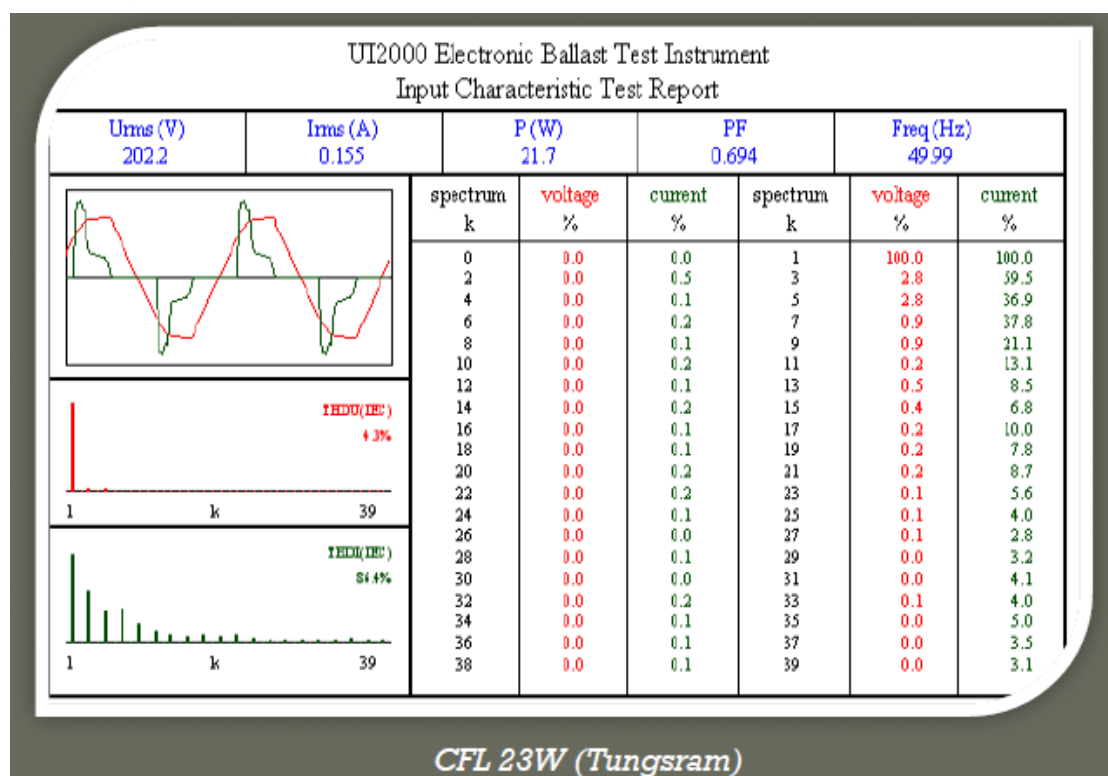 UI2000 Electronic Ballast Test Instrument
Input Characteristic Test Report
Urms (V) Irms (A) P (W) PF Freq (Hz)
202.2 0.155 21.7 0.694 49.99
spectrum voltage current spectrum voltage current
k % % k % %
0 0.0 0.0 1 100.0 100.0
2 0.0 0.5 3 2.8 59.5
4 0.0 0.1 5 2.8 36.9
6 0.0 0.2 7 0.9 37.8
8 0.0 0.1 9 0.9 21.1
10 0.0 0.2 11 0.2 13.1
12 0.0 0.1 13 0.5 8.5
14 0.0 0.2 15 0.4 6.8
16 0.0 0.1 17 0.2 10.0
18 0.0 0.1 19 0.2 7.8
20 0.0 0.2 21 0.2 8.7
22 0.0 0.2 23 0.1 5.6
24 0.0 0.1 25 0.1 4.0
26 0.0 0.0 27 0.1 2.8
28 0.0 0.1 29 0.0 3.2
30 0.0 0.0 31 0.0 4.1
32 0.0 0.2 33 0.1 4.0
34 0.0 0.1 35 0.0 5.0
36 0.0 0.1 37 0.0 3.5
38 0.0 0.1 39 0.0 3.1
THDU(IEC)
4.3%
1 k 39
THDI(IEC)
86.4%
1 k 39
CFL 23W (Tungsram)